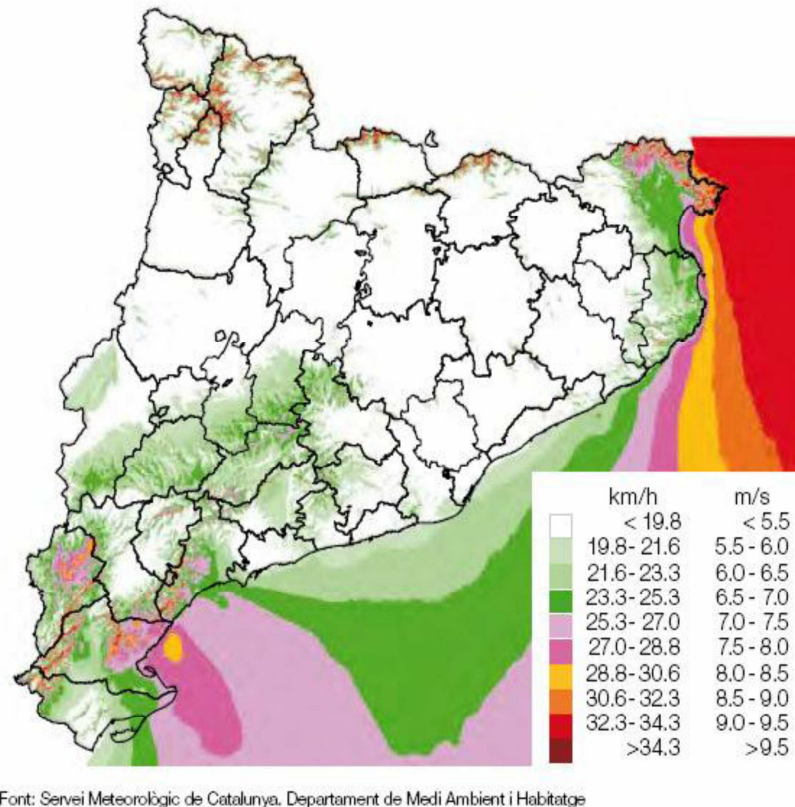 km/h m/s
< 19.8 < 5.5
19.8 - 21.6 5.5 - 6.0
21.6 - 23.3 6.0 - 6.5
23.3 - 25.3 6.5 - 7.0
25.3 - 27.0 7.0 - 7.5
27.0 - 28.8 7.5 - 8.0
28.8 - 30.6 8.0 - 8.5
30.6 - 32.3 8.5 - 9.0
32.3 - 34.3 9.0 - 9.5
>34.3 >9.5
Font: Servei Meteorològic de Catalunya. Departament de Medi Ambient i Habitatge